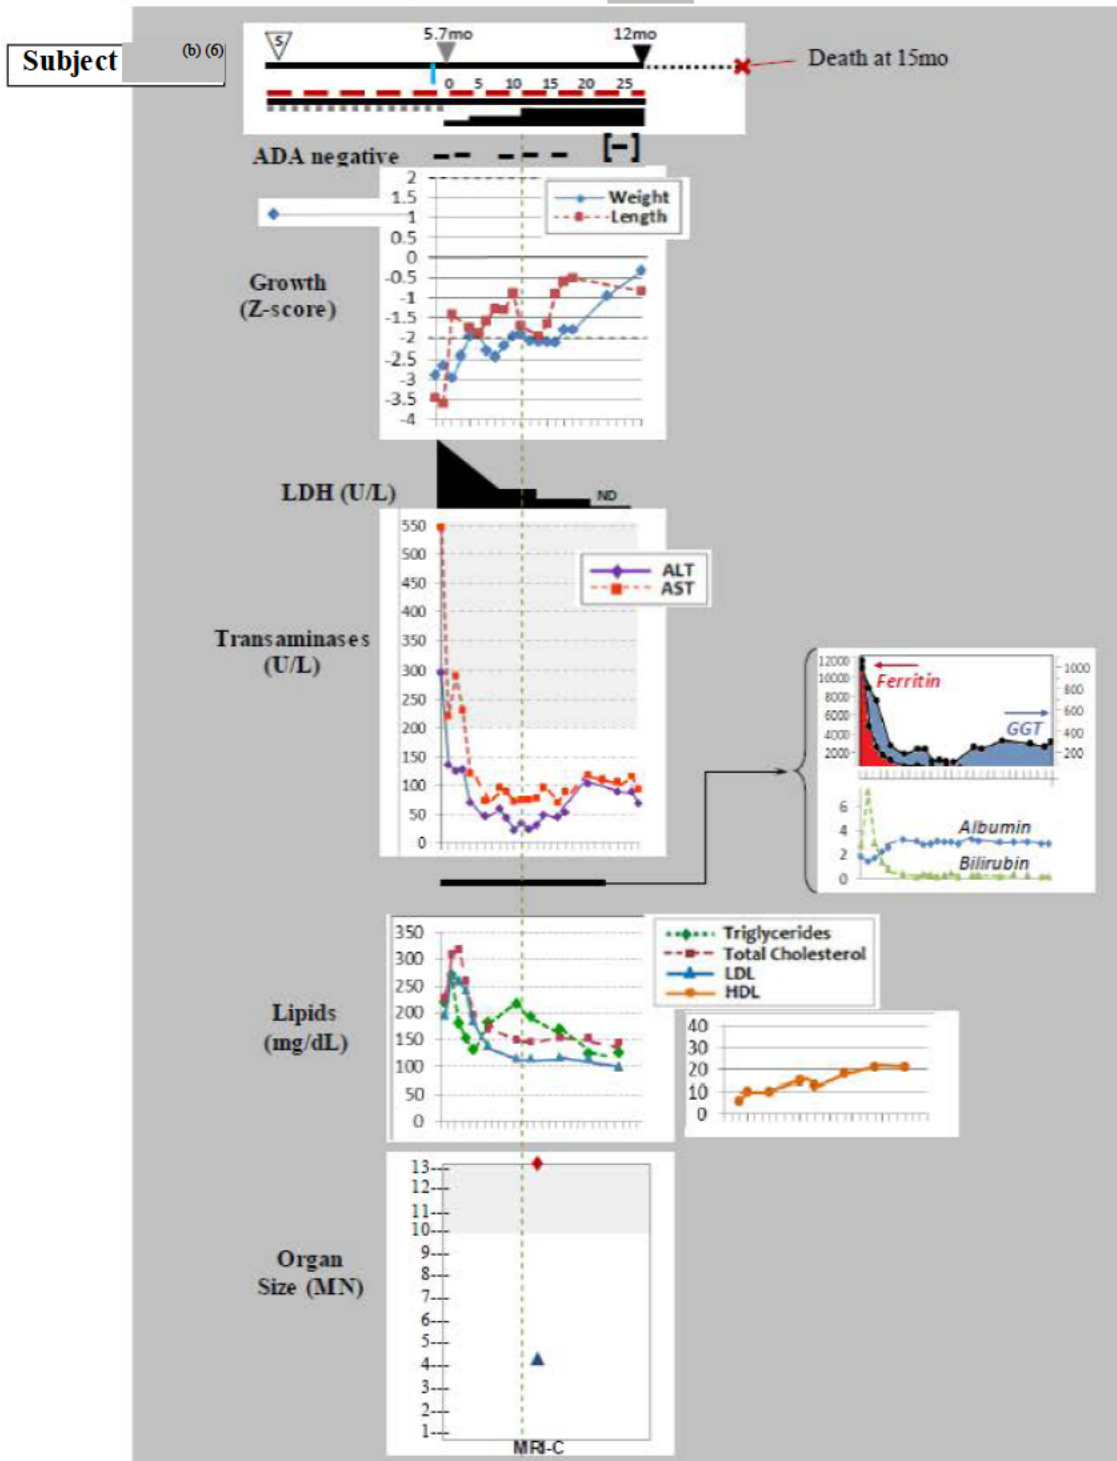 Subject (b) (6)
S
5.7mo
12mo
Death at 15mo
0 5 10 15 20 25
ADA negative
[-]
2
1.5
1
0.5
0
-0.5
-1
-1.5
-2
-2.5
-3
-3.5
-4
Weight
Length
Growth
(Z-score)
LDH (U/L)
ND
550
500
450
400
350
300
250
200
150
100
50
0
ALT
AST
Transaminases
(U/L)
12000
10000
8000
6000
4000
2000
Ferritin
GGT
1000
800
600
400
200
6
4
2
0
Albumin
Bilirubin
350
300
250
200
150
100
50
0
Triglycerides
Total Cholesterol
LDL
HDL
Lipids
(mg/dL)
40
30
20
10
0
13
12
11
10
9
8
7
6
5
4
3
2
1
Organ
Size (MN)
MRI-C